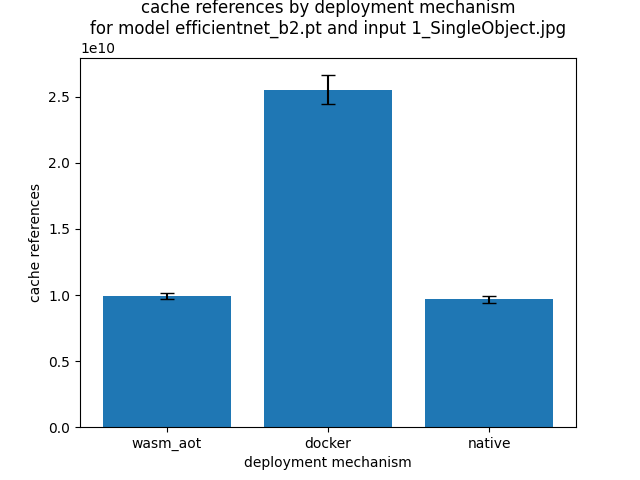 cache references by deployment mechanism
for model efficientnet_b2.pt and input 1_SingleObject.jpg
1e10
2.5
2.0
1.5
1.0
0.5
0.0
cache references
wasm_aot
docker
native
deployment mechanism